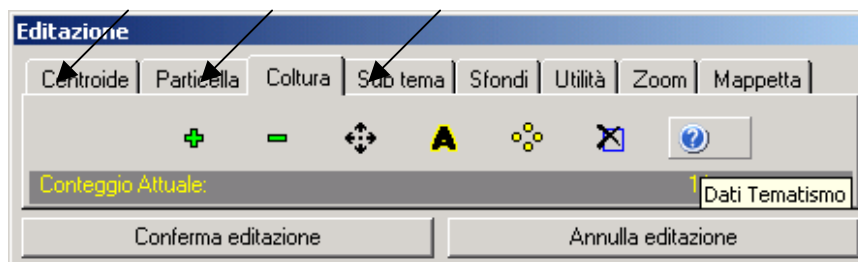 Editazione
Centroide Particella Coltura Sub tema Sfondi Utilità Zoom Mappetta
A
Conteggio Attuale:
Dati Tematismo
Conferma editazione Annulla editazione